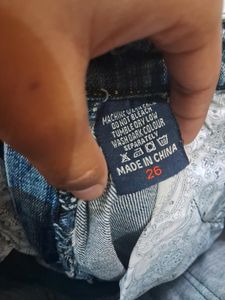 MACHINE WASH
DO NOT BLEACH
TUMBLE DRY LOW
WASH DARK COLOUR
SEPARATELY
MADE IN CHINA
26